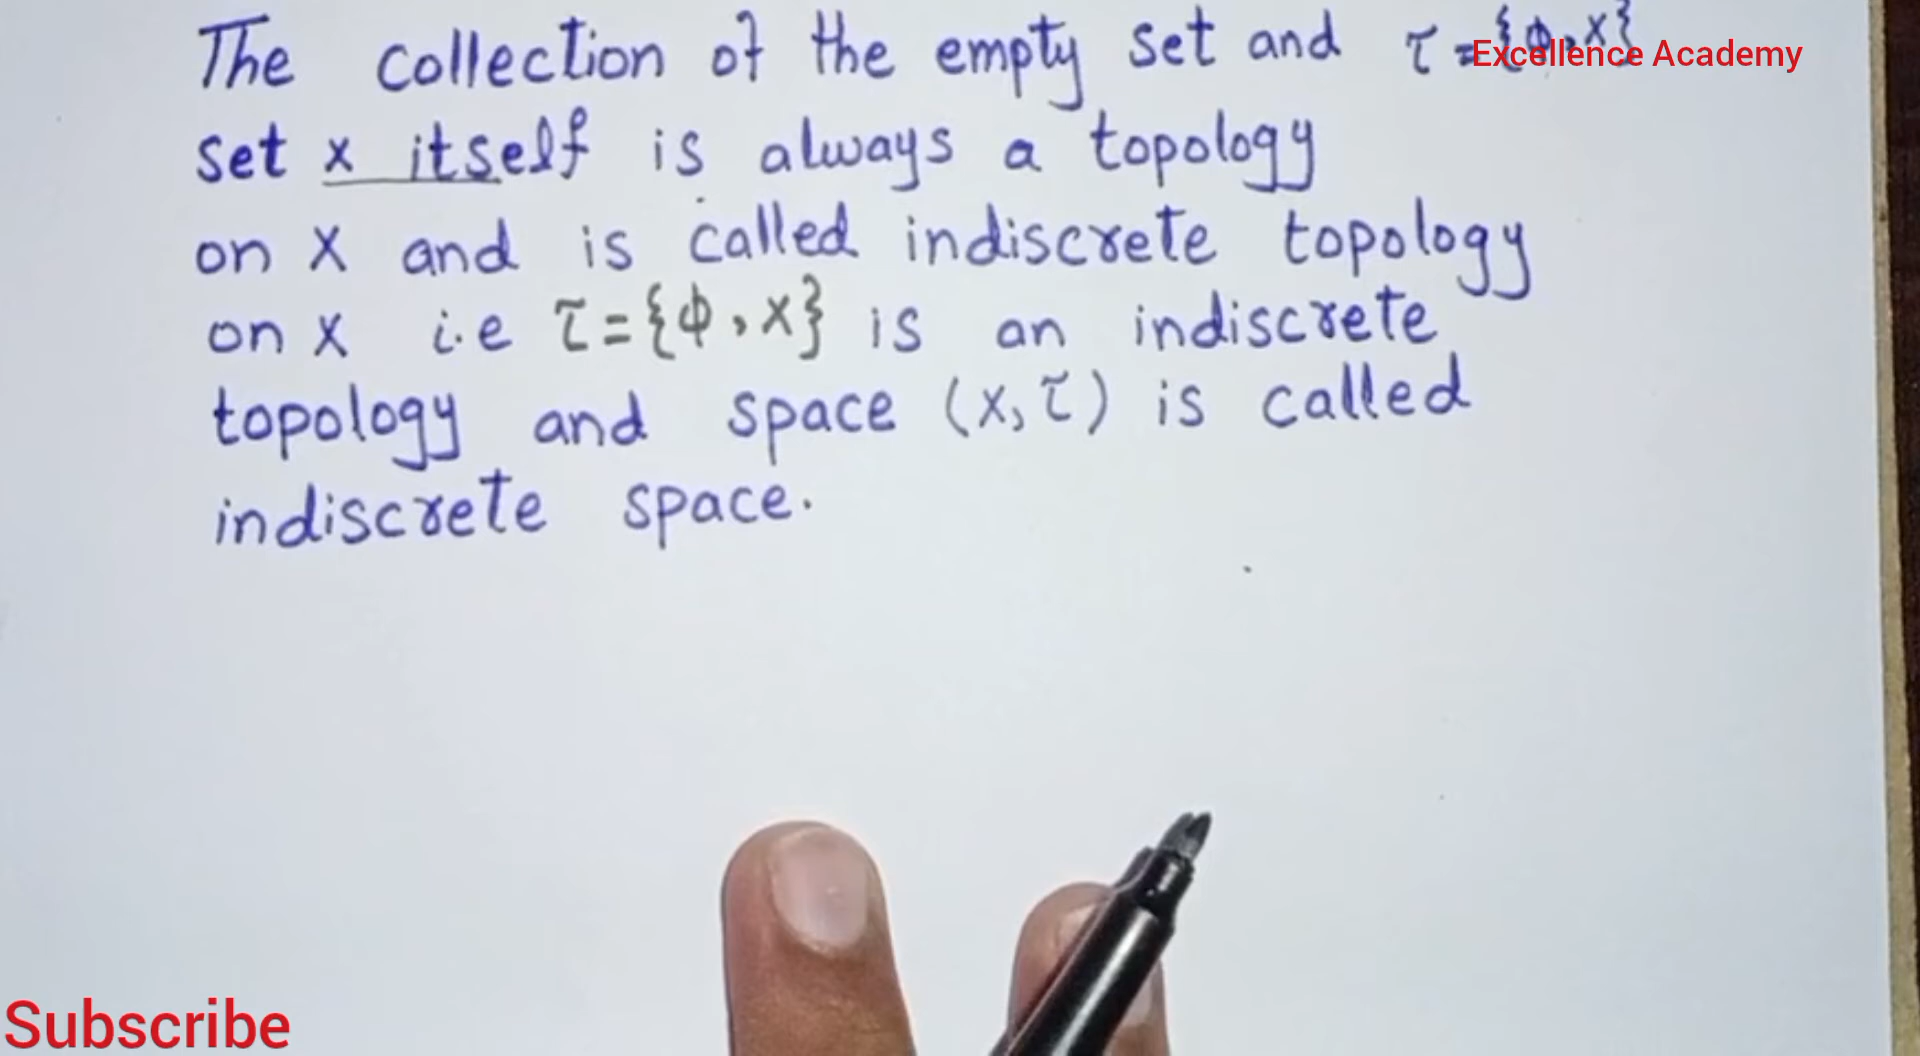 The collection of the empty set and τ = {ϕ, x}
Excellence Academy
set x itself is always a topology
on X and is called indiscrete topology
on X i.e τ = {ϕ, x} is an indiscrete
topology and space (X, τ) is called
indiscrete space.
Subscribe